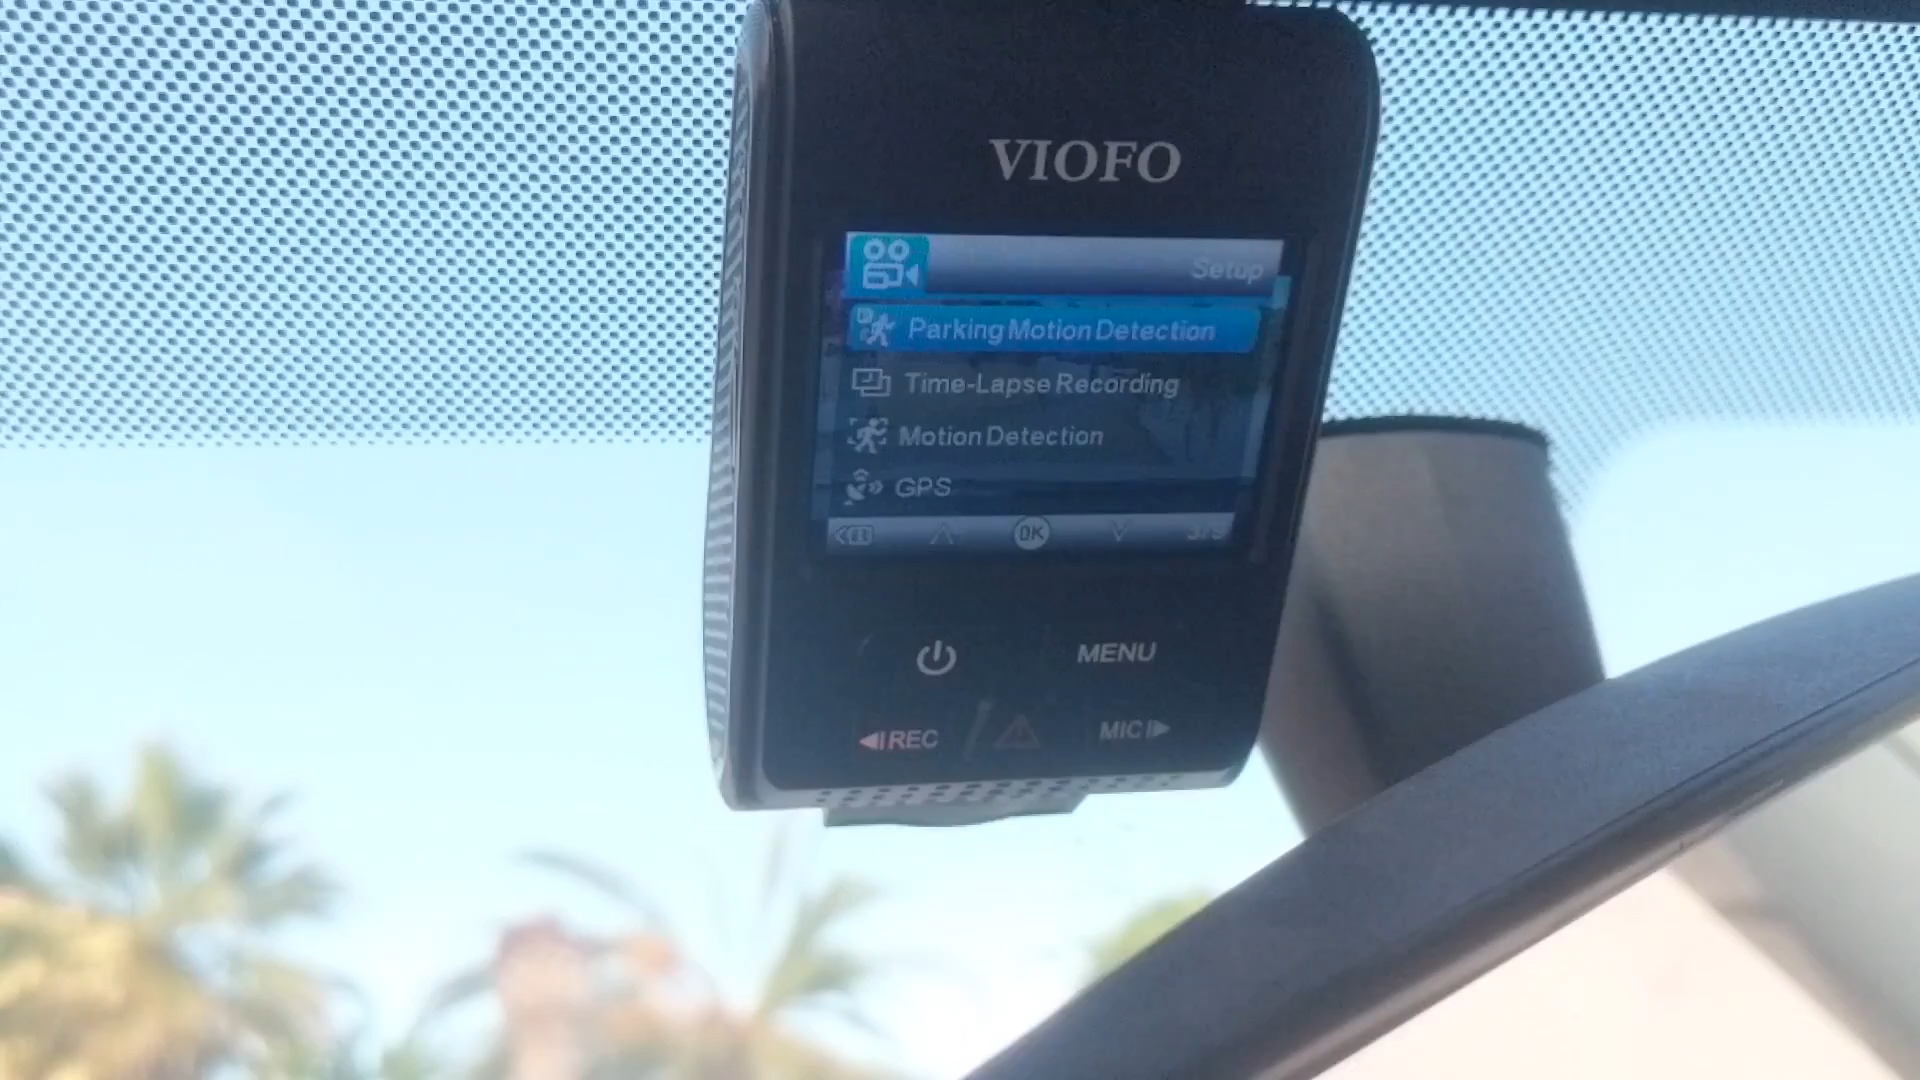 VIOFO
Setup
Parking Motion Detection
Time-Lapse Recording
Motion Detection
GPS
OK
MENU
REC
MIC